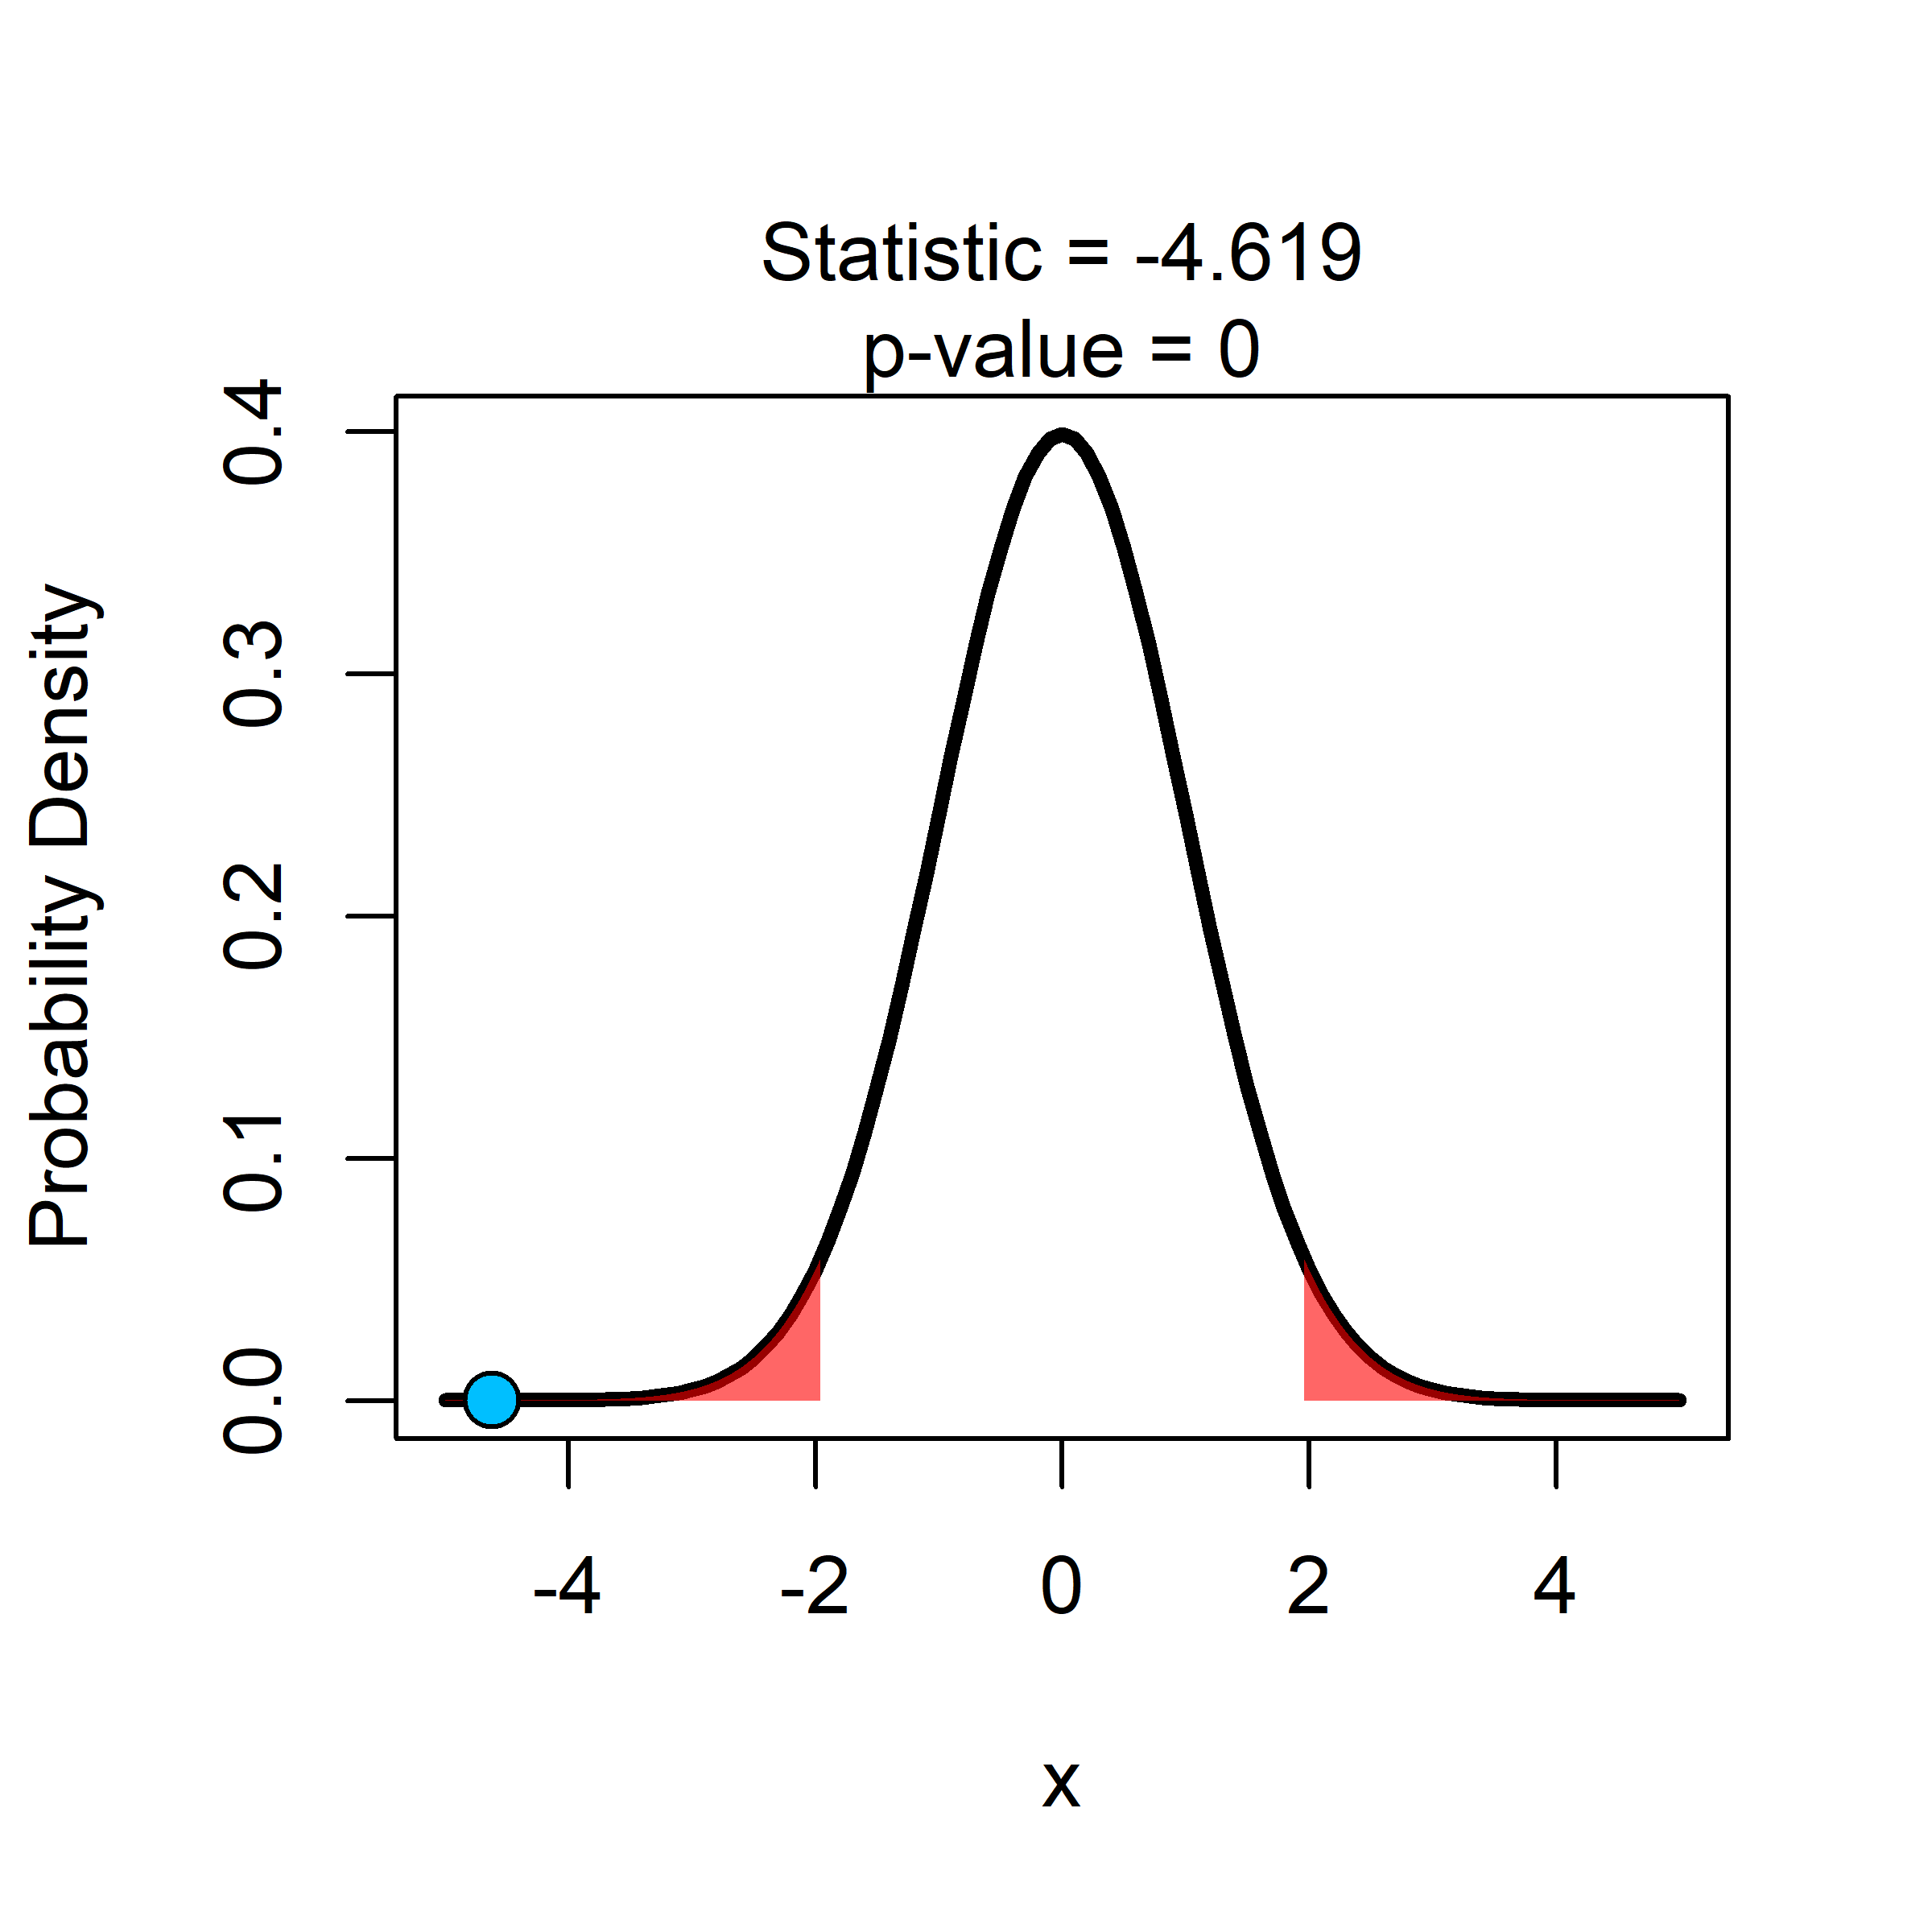 Statistic = -4.619
p-value = 0
Probability Density
0.4
0.3
0.2
0.1
0.0
-4 -2 0 2 4
x